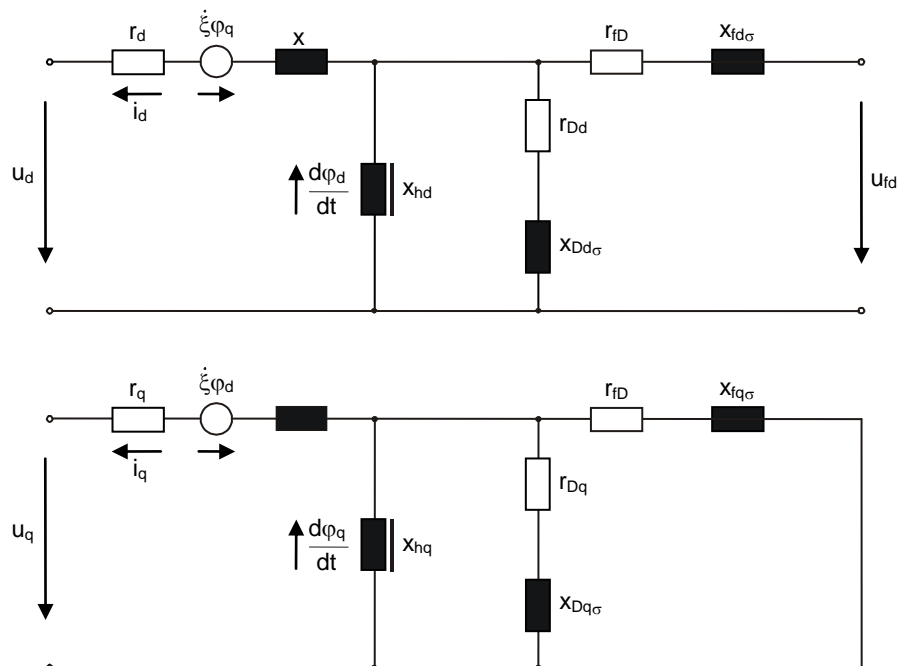 r_d
ξ̇φ_q
x
r_fD
x_fdσ
i_d
r_Dd
u_d
dφ_d
dt
x_hd
u_fd
x_Ddσ
r_q
ξ̇φ_d
r_fD
x_fqσ
i_q
r_Dq
u_q
dφ_q
dt
x_hq
x_Dqσ